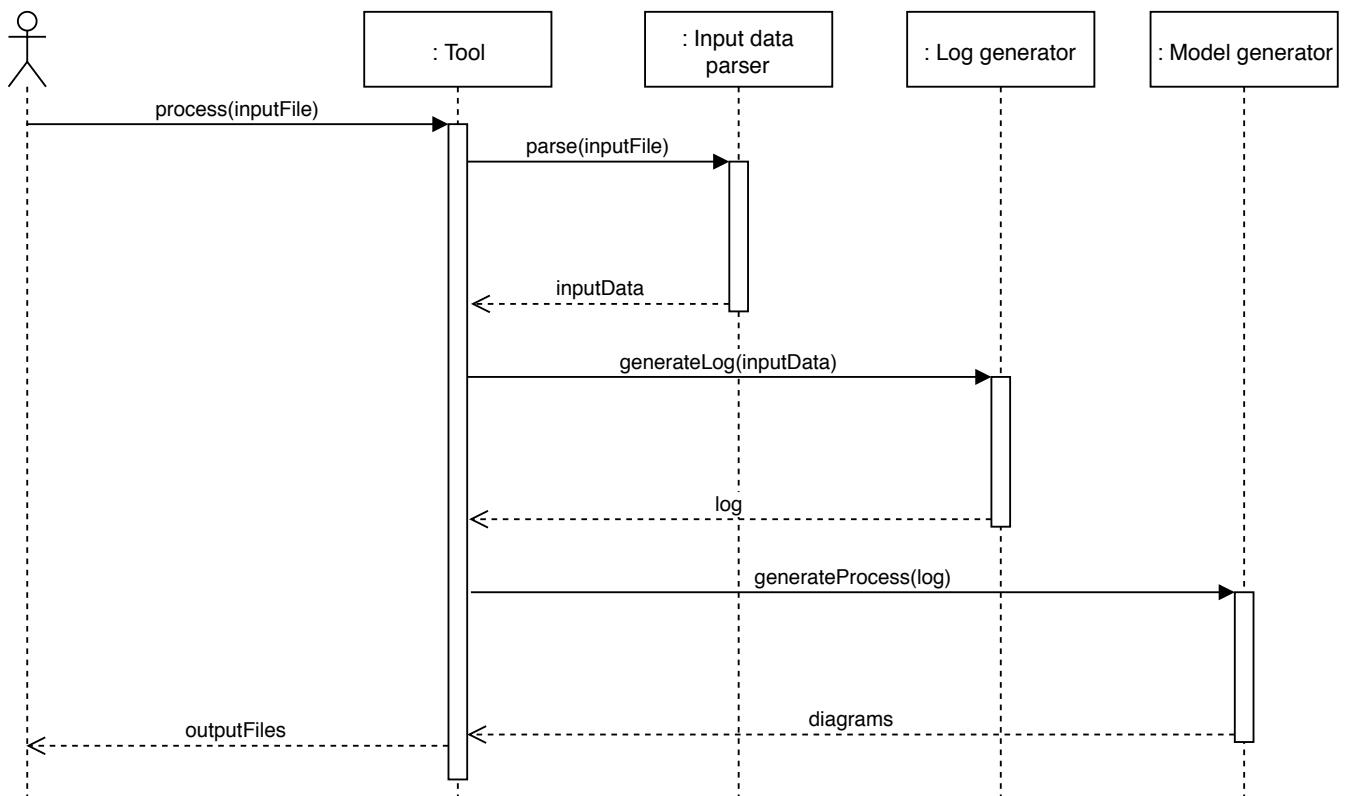 : Tool
: Input data
parser
: Log generator
: Model generator
process(inputFile)
parse(inputFile)
inputData
generateLog(inputData)
log
generateProcess(log)
diagrams
outputFiles